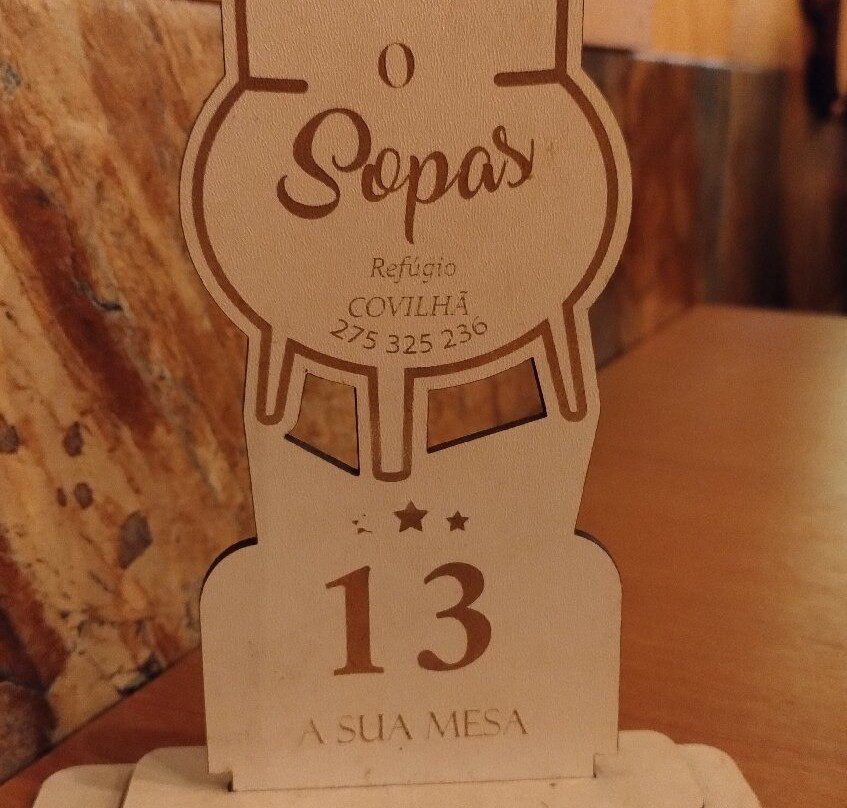 O
Sopas
Refúgio
COVILHÃ
275 325 236
13
A SUA MESA